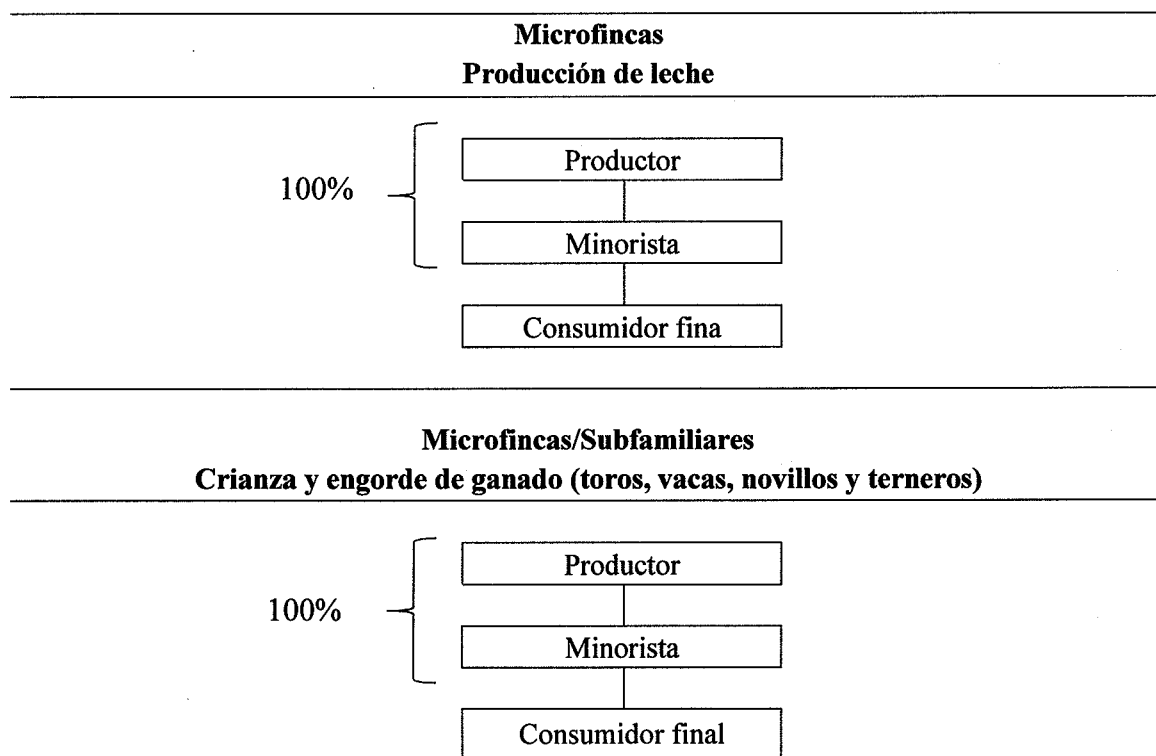 Microfincas
Producción de leche
Productor
100%
Minorista
Consumidor fina
Microfincas/Subfamiliares
Crianza y engorde de ganado (toros, vacas, novillos y terneros)
Productor
100%
Minorista
Consumidor final